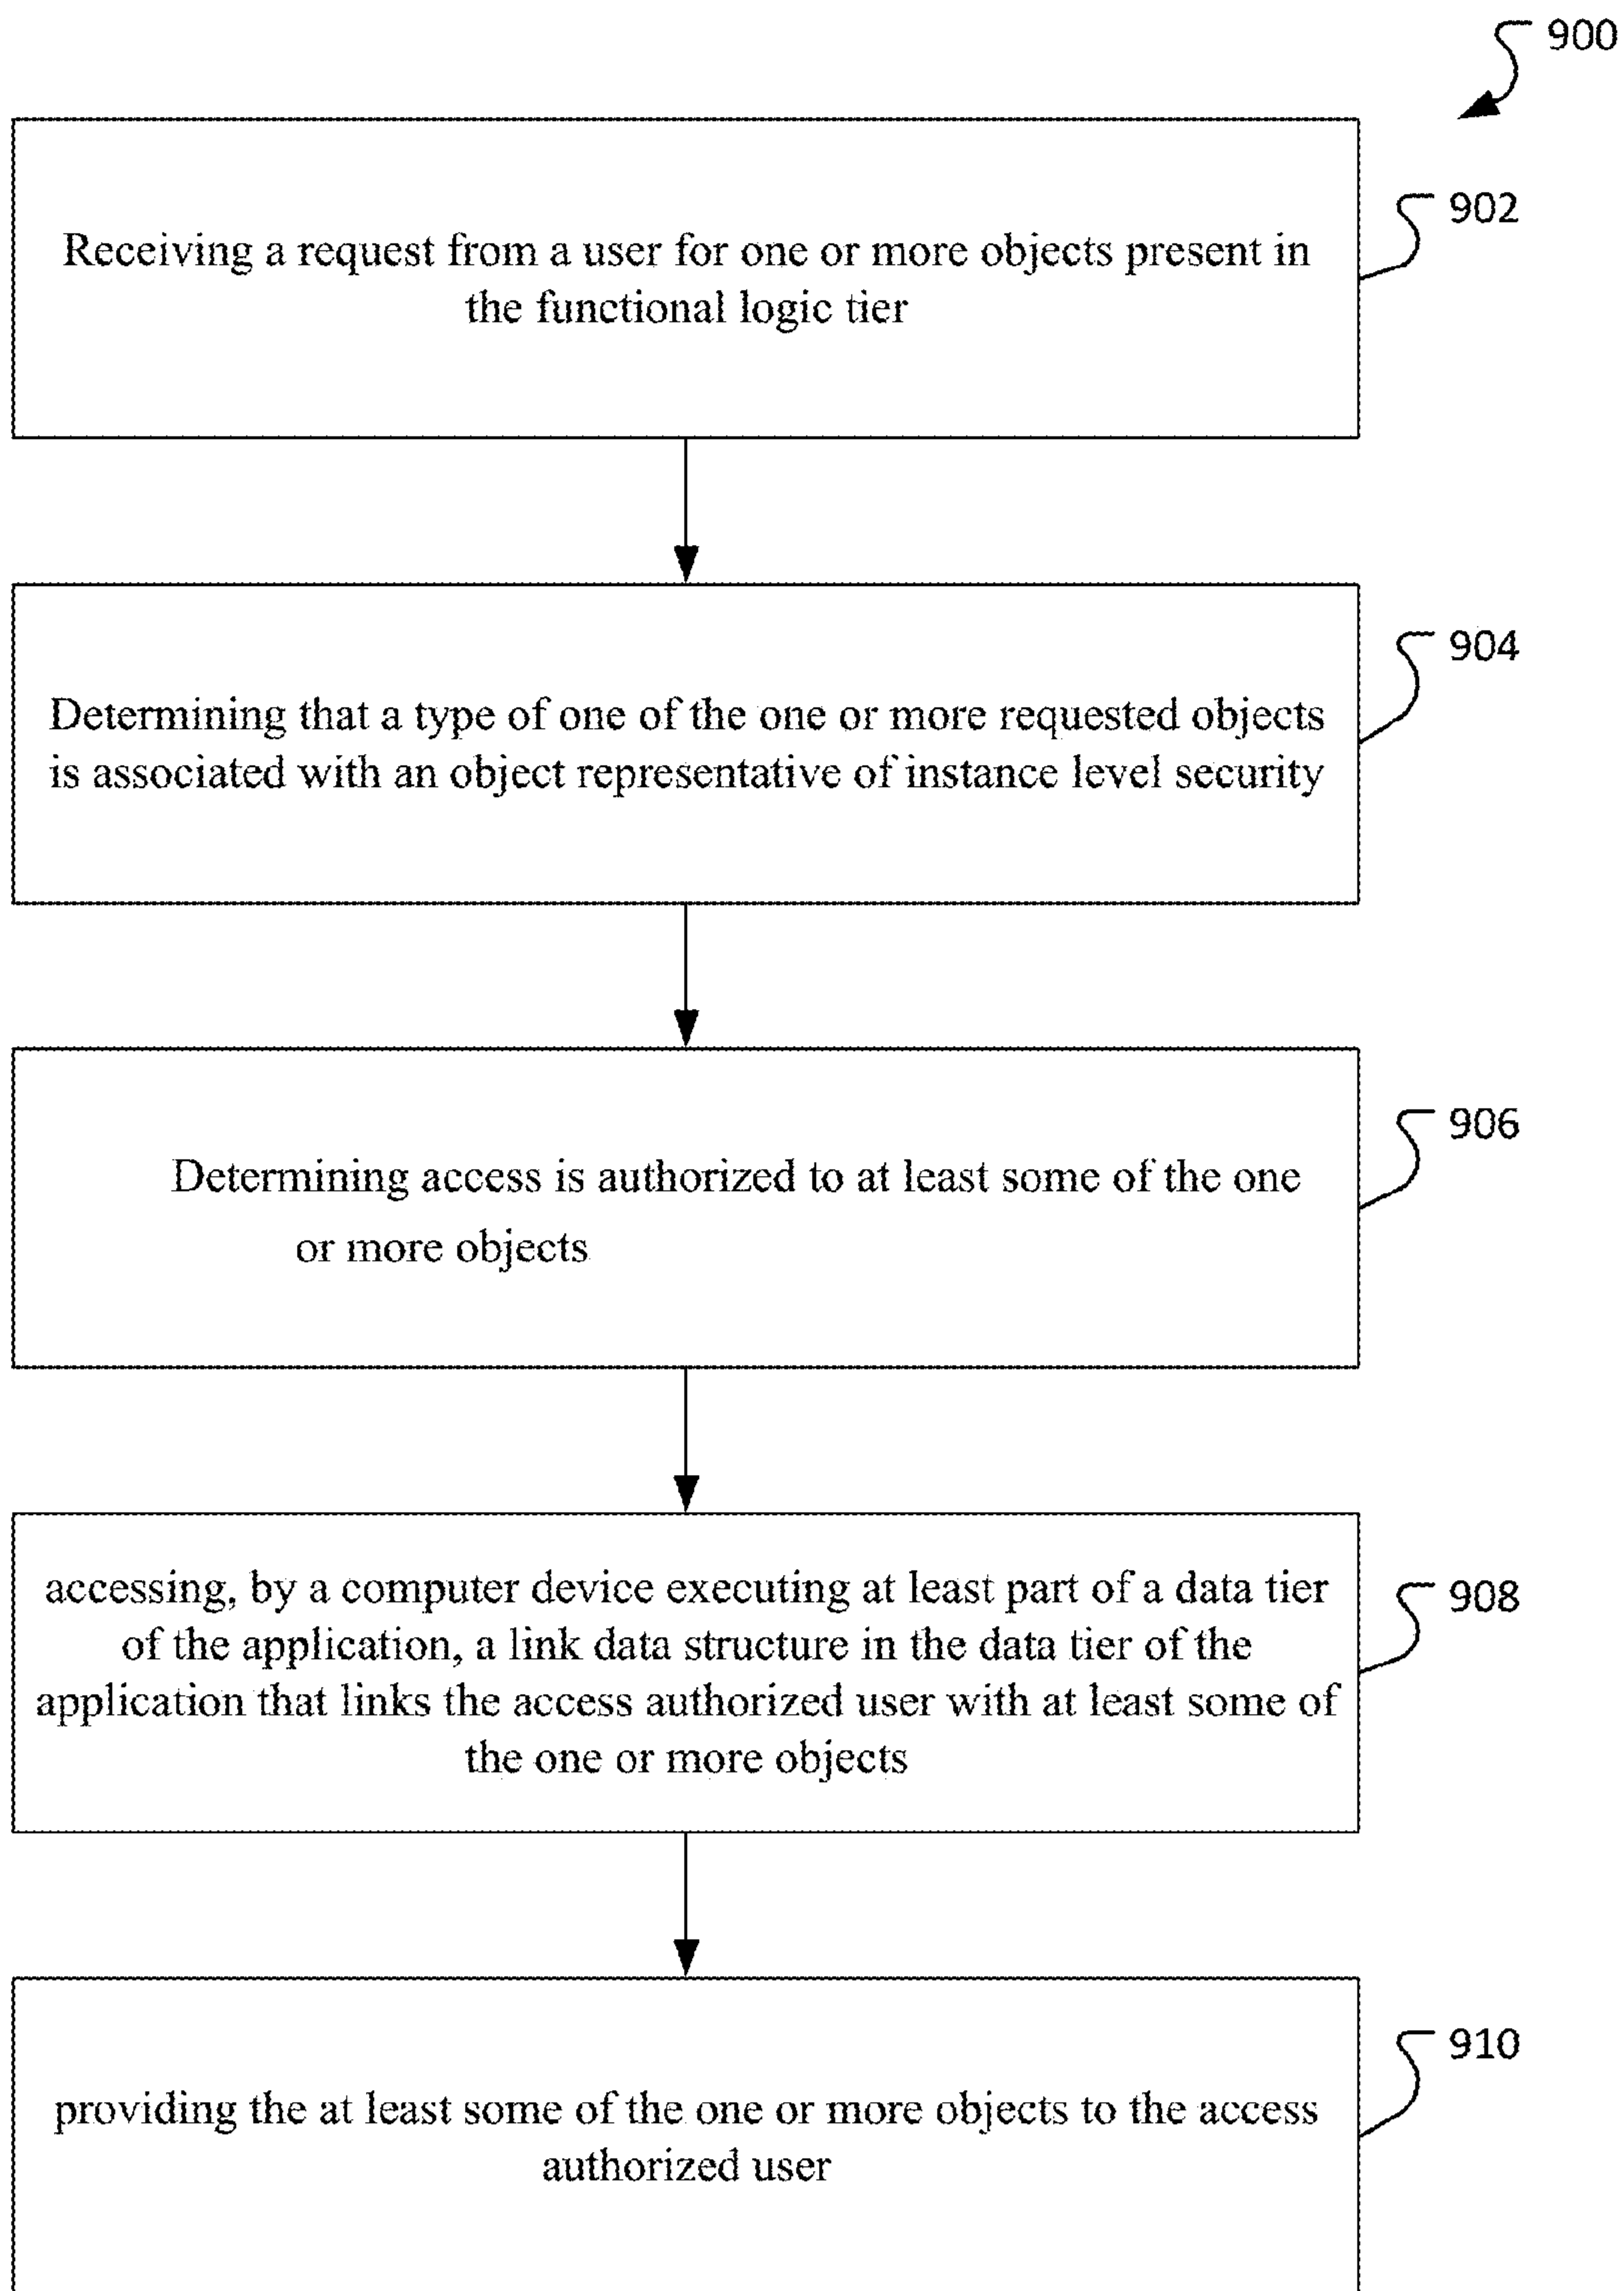 900
902
Receiving a request from a user for one or more objects present in
the functional logic tier
904
Determining that a type of one of the one or more requested objects
is associated with an object representative of instance level security
906
Determining access is authorized to at least some of the one
or more objects
908
accessing, by a computer device executing at least part of a data tier
of the application, a link data structure in the data tier of the
application that links the access authorized user with at least some of
the one or more objects
910
providing the at least some of the one or more objects to the access
authorized user